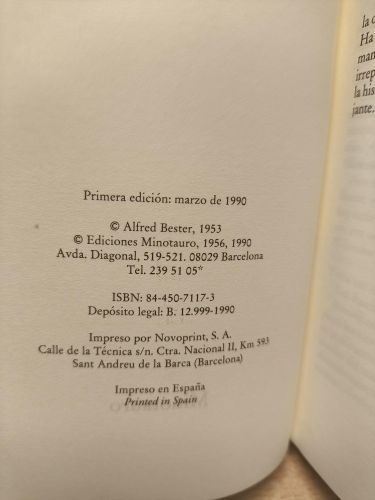 Primera edición: marzo de 1990
© Alfred Bester, 1953
© Ediciones Minotauro, 1956, 1990
Avda. Diagonal, 519-521. 08029 Barcelona
Tel. 239 51 05*
ISBN: 84-450-7117-3
Depósito legal: B. 12.999-1990
Impreso por Novoprint, S. A.
Calle de la Técnica s/n. Ctra. Nacional II, Km 593
Sant Andreu de la Barca (Barcelona)
Impreso en España
Printed in Spain
la
Ha
man
irrep
la his
jante.